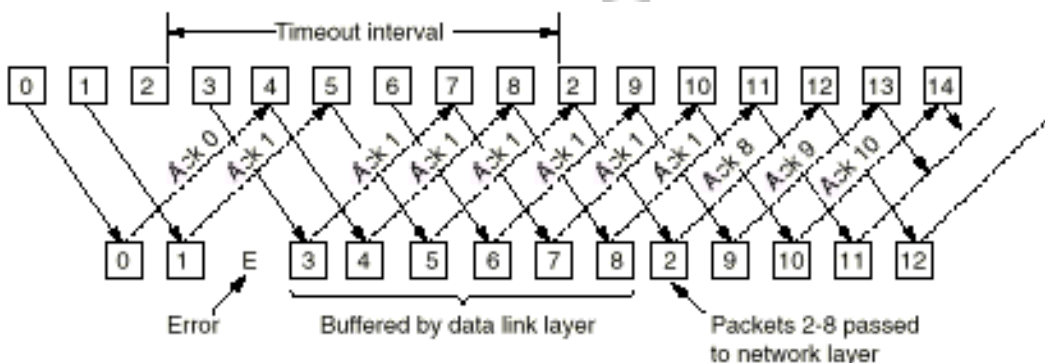 Timeout interval
0 1 2 3 4 5 6 7 8 2 9 10 11 12 13 14
Ack 0 Ack 1 Ack 1 Ack 1 Ack 1 Ack 1 Ack 1 Ack 1 Ack 8 Ack 9 Ack 10
0 1 E 3 4 5 6 7 8 2 9 10 11 12
Error
Buffered by data link layer
Packets 2-8 passed
to network layer